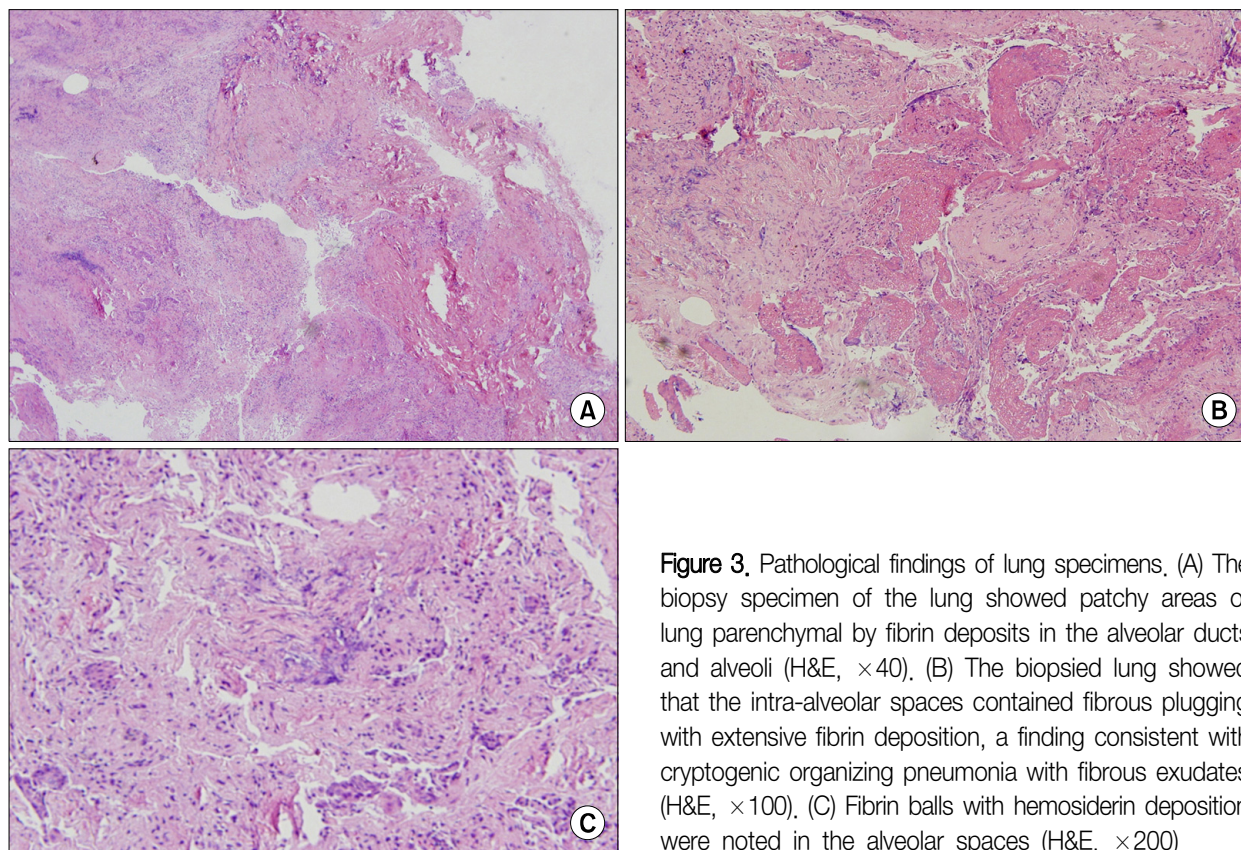 A
B
C
Figure 3. Pathological findings of lung specimens. (A) The
biopsy specimen of the lung showed patchy areas o
lung parenchymal by fibrin deposits in the alveolar ducts
and alveoli (H&E, ×40). (B) The biopsied lung showed
that the intra-alveolar spaces contained fibrous plugging
with extensive fibrin deposition, a finding consistent with
cryptogenic organizing pneumonia with fibrous exudates
(H&E, ×100). (C) Fibrin balls with hemosiderin deposition
were noted in the alveolar spaces (H&E, ×200)